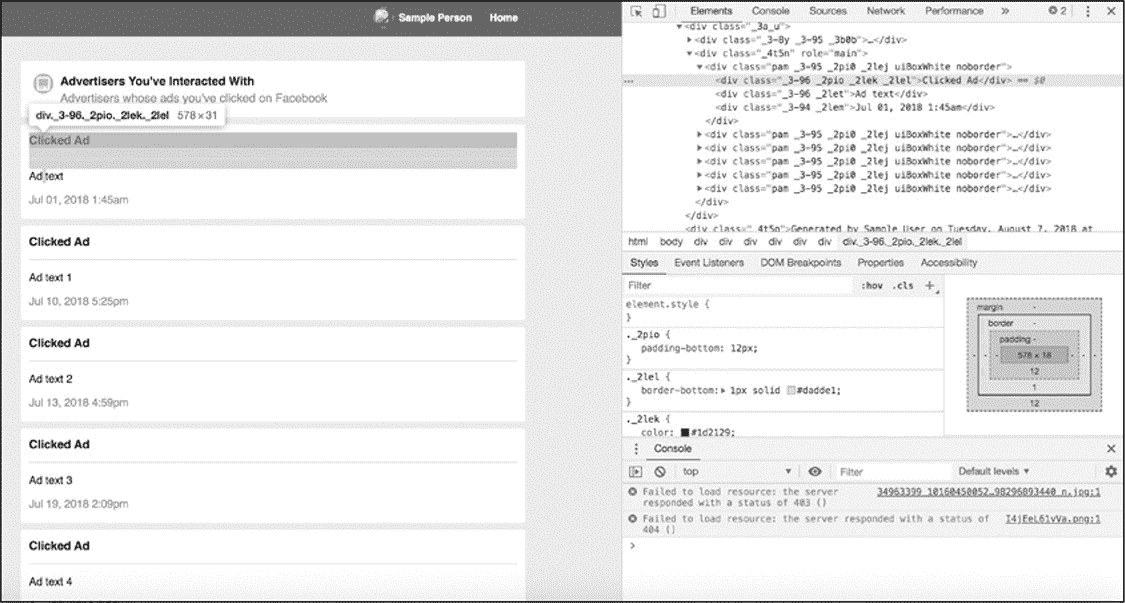 Sample Person Home
Advertisers You've Interacted With
Advertisers whose ads you've clicked on Facebook
div._3-96._2pio._2lek._2lel 578 × 31
Clicked Ad
Ad text
Jul 01, 2018 1:45am
Clicked Ad
Ad text 1
Jul 10, 2018 5:25pm
Clicked Ad
Ad text 2
Jul 13, 2018 4:59pm
Clicked Ad
Ad text 3
Jul 19, 2018 2:09pm
Clicked Ad
Ad text 4
Elements Console Sources Network Performance » 2
▼<div class="_3a_u">
▶<div class="_3-8y _3-95 _3b0b">…</div>
▼<div class="_4t5n" role="main">
▼<div class="pam _3-95 _2pi0 _2lej uiBoxWhite noborder">
… <div class="_3-96 _2pio _2lek _2lel">Clicked Ad</div> == $0
<div class="_3-96 _2let">Ad text</div>
<div class="_3-94 _2lem">Jul 01, 2018 1:45am</div>
</div>
▶<div class="pam _3-95 _2pi0 _2lej uiBoxWhite noborder">…</div>
▶<div class="pam _3-95 _2pi0 _2lej uiBoxWhite noborder">…</div>
▶<div class="pam _3-95 _2pi0 _2lej uiBoxWhite noborder">…</div>
▶<div class="pam _3-95 _2pi0 _2lej uiBoxWhite noborder">…</div>
▶<div class="pam _3-95 _2pi0 _2lej uiBoxWhite noborder">…</div>
</div>
</div>
<div class="_4t5n">Generated by Sample User on Tuesday, August 7, 2018 at
html body div div div div div div._3-96._2pio._2lek._2lel
Styles Event Listeners DOM Breakpoints Properties Accessibility
Filter :hov .cls +
element.style {
}
._2pio {
padding-bottom: 12px;
}
._2lel {
border-bottom:▶ 1px solid #dadde1;
}
._2lek {
color: #1d2129;
margin -
border -
padding -
578 × 18
12
1
12
Console
top Filter Default levels ▼
Failed to load resource: the server 34963399_10160450052…98296893440_n.jpg:1
responded with a status of 403 ()
Failed to load resource: the server responded with a status of I4jEeL61vVa.png:1
404 ()
>